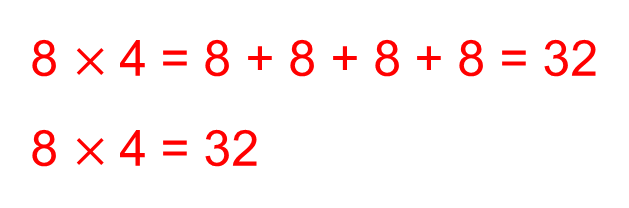 8 × 4 = 8 + 8 + 8 + 8 = 32
8 × 4 = 32